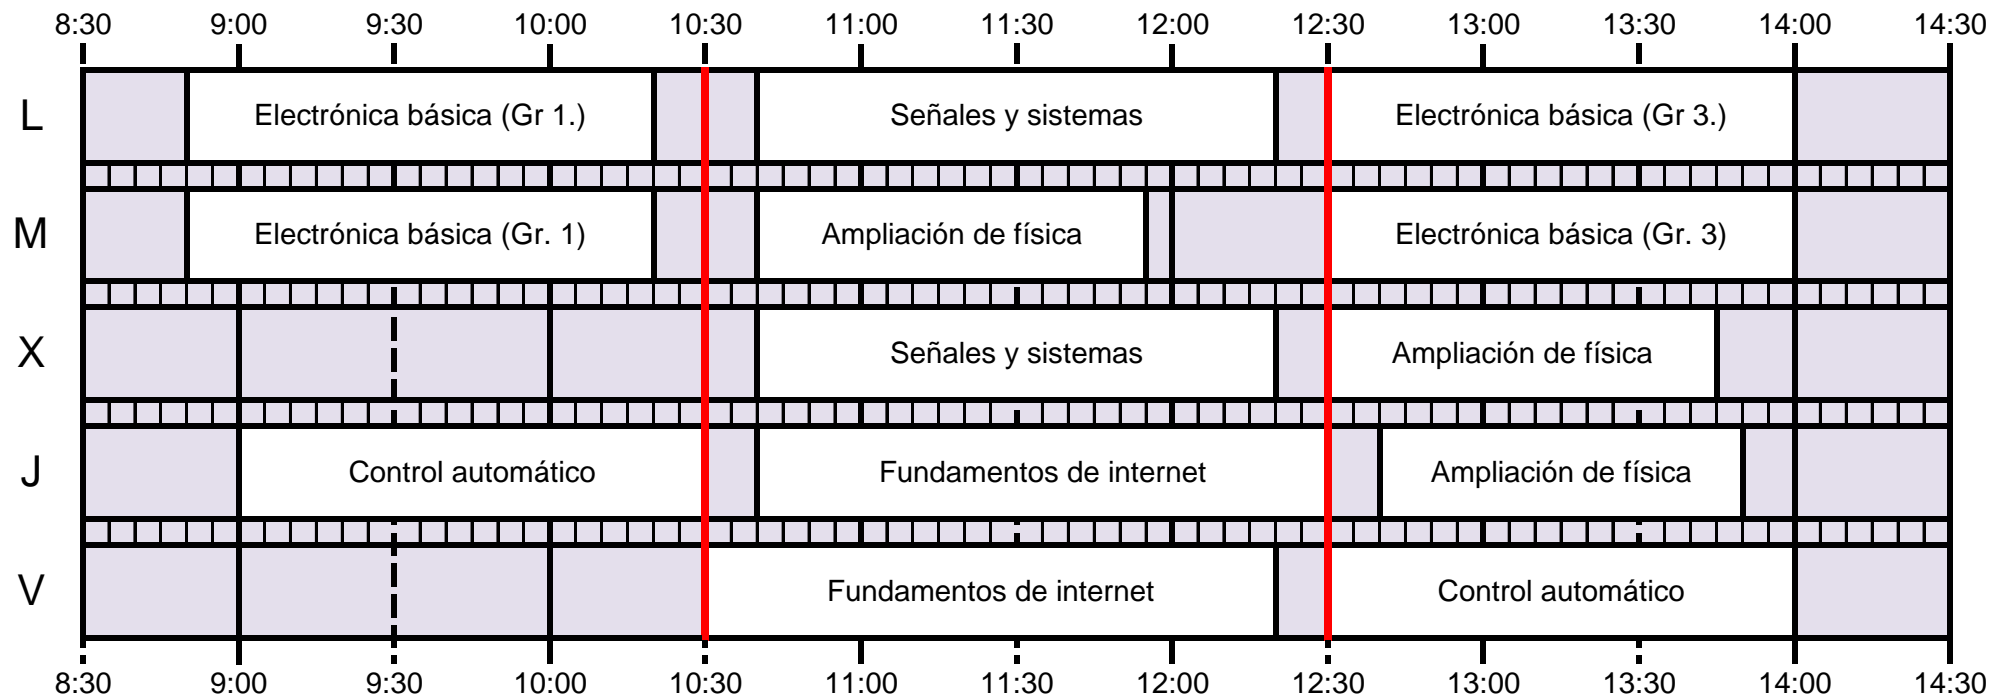 8:30 9:00 9:30 10:00 10:30 11:00 11:30 12:00 12:30 13:00 13:30 14:00 14:30
L Electrónica básica (Gr 1.) Señales y sistemas Electrónica básica (Gr 3.)
M Electrónica básica (Gr. 1) Ampliación de física Electrónica básica (Gr. 3)
X Señales y sistemas Ampliación de física
J Control automático Fundamentos de internet Ampliación de física
V Fundamentos de internet Control automático
8:30 9:00 9:30 10:00 10:30 11:00 11:30 12:00 12:30 13:00 13:30 14:00 14:30